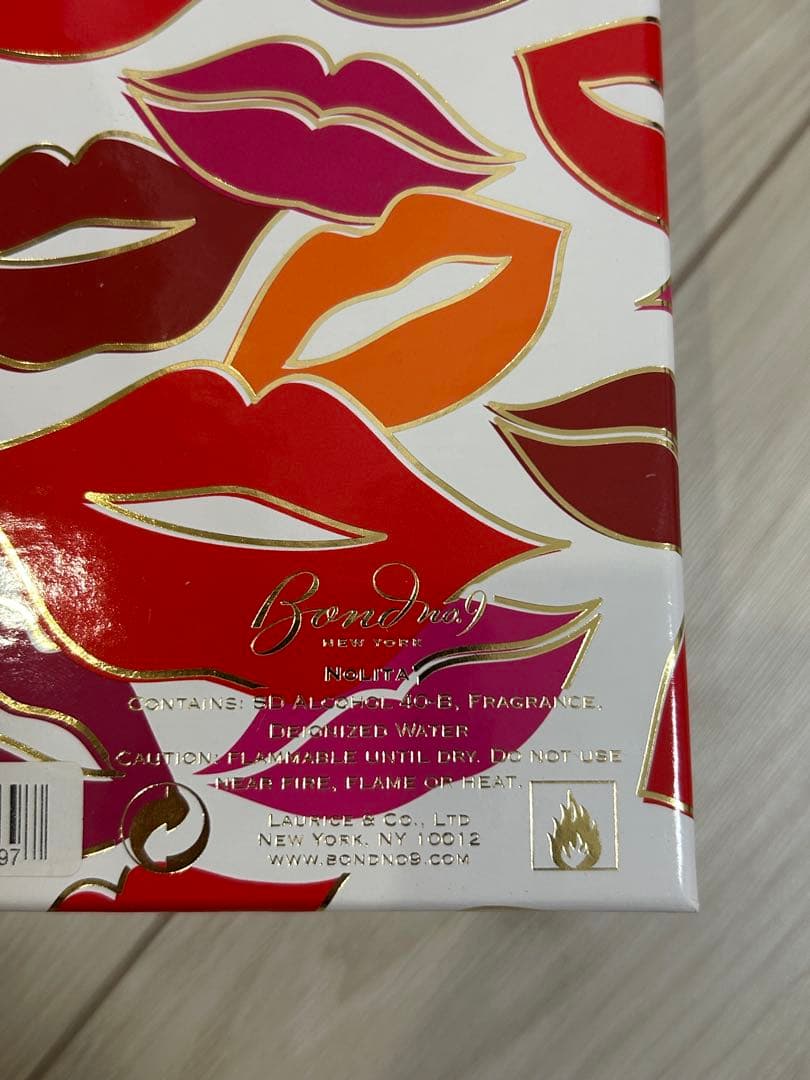 Bond no.9
NEW YORK
NOLITA
CONTAINS: SD ALCOHOL 40-B, FRAGRANCE,
DEIONIZED WATER
CAUTION: FLAMMABLE UNTIL DRY. DO NOT USE
NEAR FIRE, FLAME OR HEAT.
LAURICE & CO., LTD
NEW YORK, NY 10012
WWW.BONDNO9.COM
97